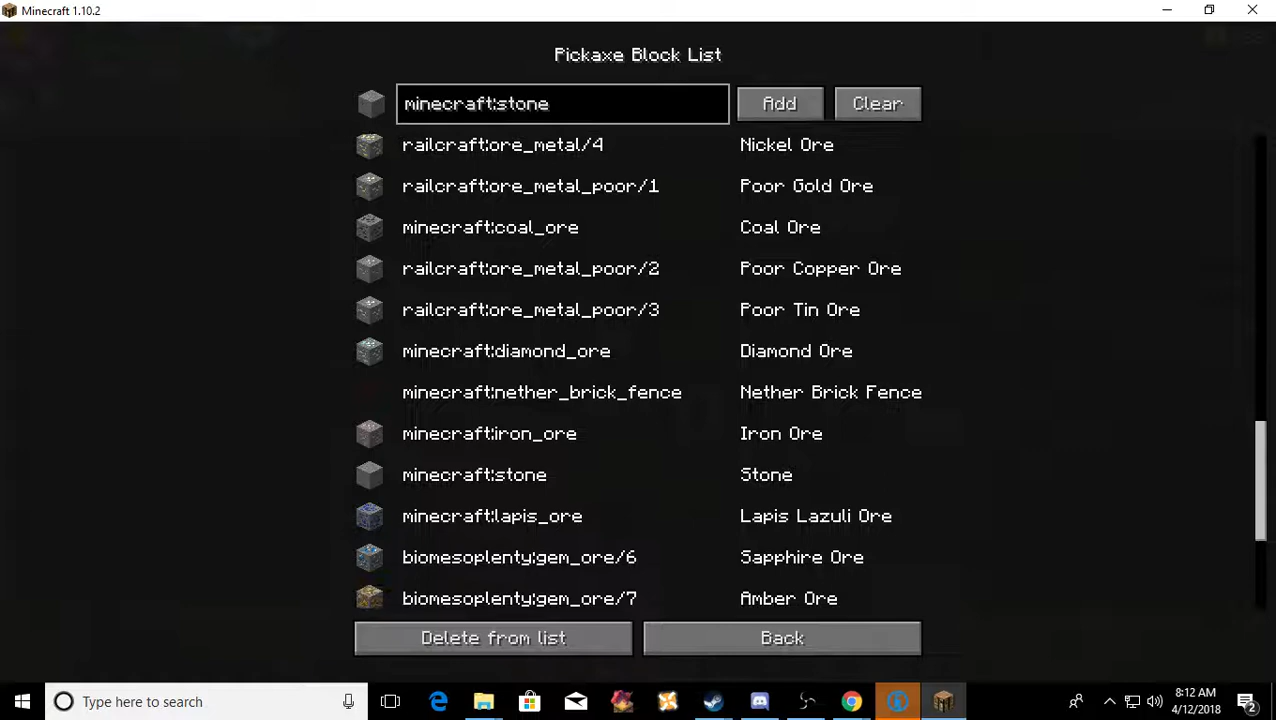 Minecraft 1.10.2
Pickaxe Block List
minecraft:stone Add Clear
railcraft:ore_metal/4 Nickel Ore
railcraft:ore_metal_poor/1 Poor Gold Ore
minecraft:coal_ore Coal Ore
railcraft:ore_metal_poor/2 Poor Copper Ore
railcraft:ore_metal_poor/3 Poor Tin Ore
minecraft:diamond_ore Diamond Ore
minecraft:nether_brick_fence Nether Brick Fence
minecraft:iron_ore Iron Ore
minecraft:stone Stone
minecraft:lapis_ore Lapis Lazuli Ore
biomesoplenty:gem_ore/6 Sapphire Ore
biomesoplenty:gem_ore/7 Amber Ore
Delete from list Back
Type here to search
8:12 AM
4/12/2018
2